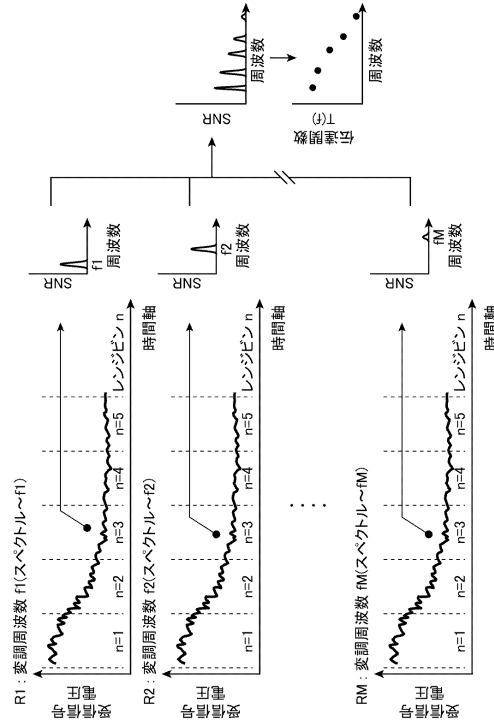 R1：変調周波数 f1(スペクトル～f1)
受信信号
電圧
n=1
n=2
n=3
n=4
n=5
レンジビン n
時間軸
SNR
f1
周波数
R2：変調周波数 f2(スペクトル～f2)
受信信号
電圧
n=1
n=2
n=3
n=4
n=5
レンジビン n
時間軸
SNR
f2
周波数
････
RM：変調周波数 fM(スペクトル～fM)
受信信号
電圧
n=1
n=2
n=3
n=4
n=5
レンジビン n
時間軸
SNR
fM
周波数
SNR
周波数
伝達関数
T(f)
周波数